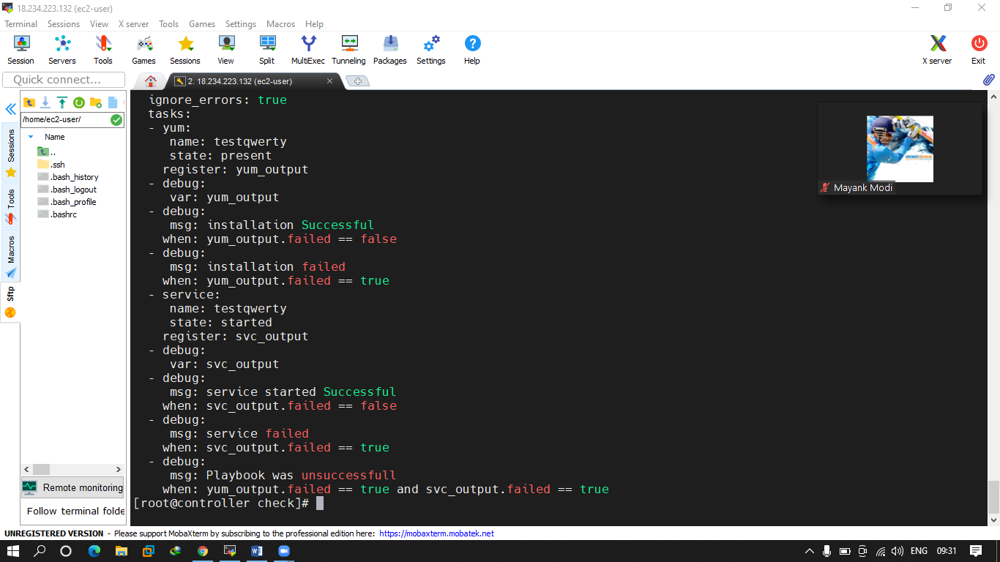 18.234.223.132 (ec2-user)
Terminal Sessions View X server Tools Games Settings Macros Help
Session Servers Tools Games Sessions View Split MultiExec Tunneling Packages Settings Help X server Exit
Quick connect...
2. 18.234.223.132 (ec2-user)
/home/ec2-user/
Name
..
.ssh
.bash_history
.bash_logout
.bash_profile
.bashrc
Sessions
Tools
Macros
Sftp
Remote monitoring
Follow terminal folde
ignore_errors: true
tasks:
- yum:
name: testqwerty
state: present
register: yum_output
- debug:
var: yum_output
- debug:
msg: installation Successful
when: yum_output.failed == false
- debug:
msg: installation failed
when: yum_output.failed == true
- service:
name: testqwerty
state: started
register: svc_output
- debug:
var: svc_output
- debug:
msg: service started Successful
when: svc_output.failed == false
- debug:
msg: service failed
when: svc_output.failed == true
- debug:
msg: Playbook was unsuccessfull
when: yum_output.failed == true and svc_output.failed == true
[root@controller check]#
Mayank Modi
UNREGISTERED VERSION - Please support MobaXterm by subscribing to the professional edition here: https://mobaxterm.mobatek.net
ENG 09:31